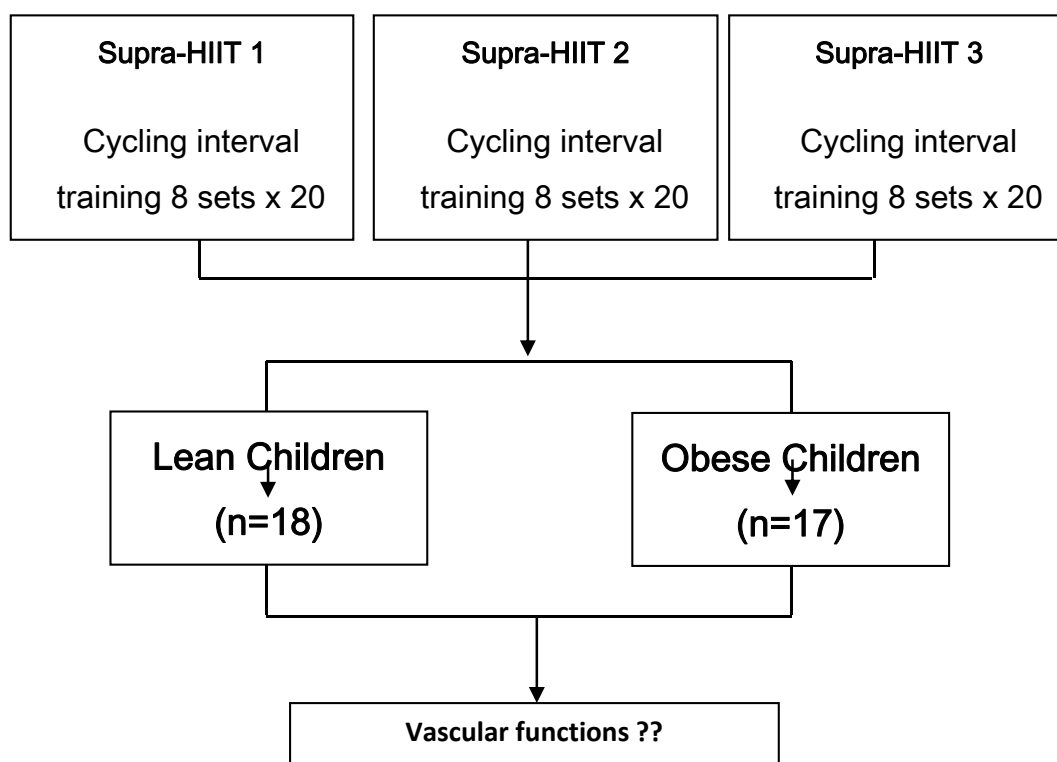 Supra-HIIT 1
Cycling interval
training 8 sets x 20
Supra-HIIT 2
Cycling interval
training 8 sets x 20
Supra-HIIT 3
Cycling interval
training 8 sets x 20
Lean Children
(n=18)
Obese Children
(n=17)
Vascular functions ??